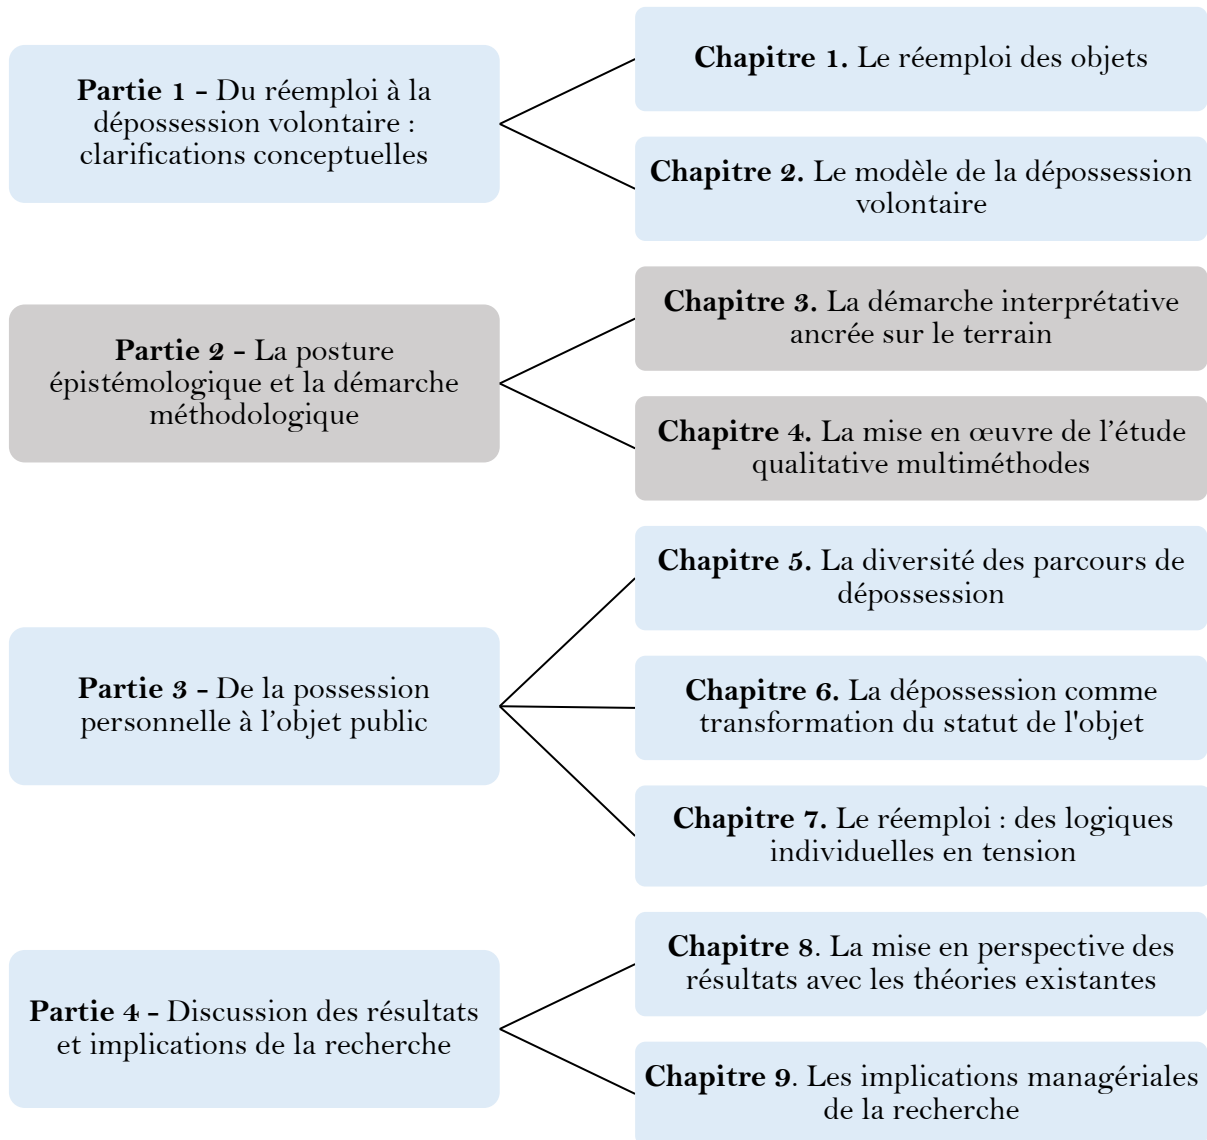 Partie 1 - Du réemploi à la
dépossession volontaire :
clarifications conceptuelles
Chapitre 1. Le réemploi des objets
Chapitre 2. Le modèle de la dépossession
volontaire
Partie 2 - La posture
épistémologique et la démarche
méthodologique
Chapitre 3. La démarche interprétative
ancrée sur le terrain
Chapitre 4. La mise en œuvre de l’étude
qualitative multiméthodes
Partie 3 - De la possession
personnelle à l’objet public
Chapitre 5. La diversité des parcours de
dépossession
Chapitre 6. La dépossession comme
transformation du statut de l'objet
Chapitre 7. Le réemploi : des logiques
individuelles en tension
Partie 4 - Discussion des résultats
et implications de la recherche
Chapitre 8. La mise en perspective des
résultats avec les théories existantes
Chapitre 9. Les implications managériales
de la recherche